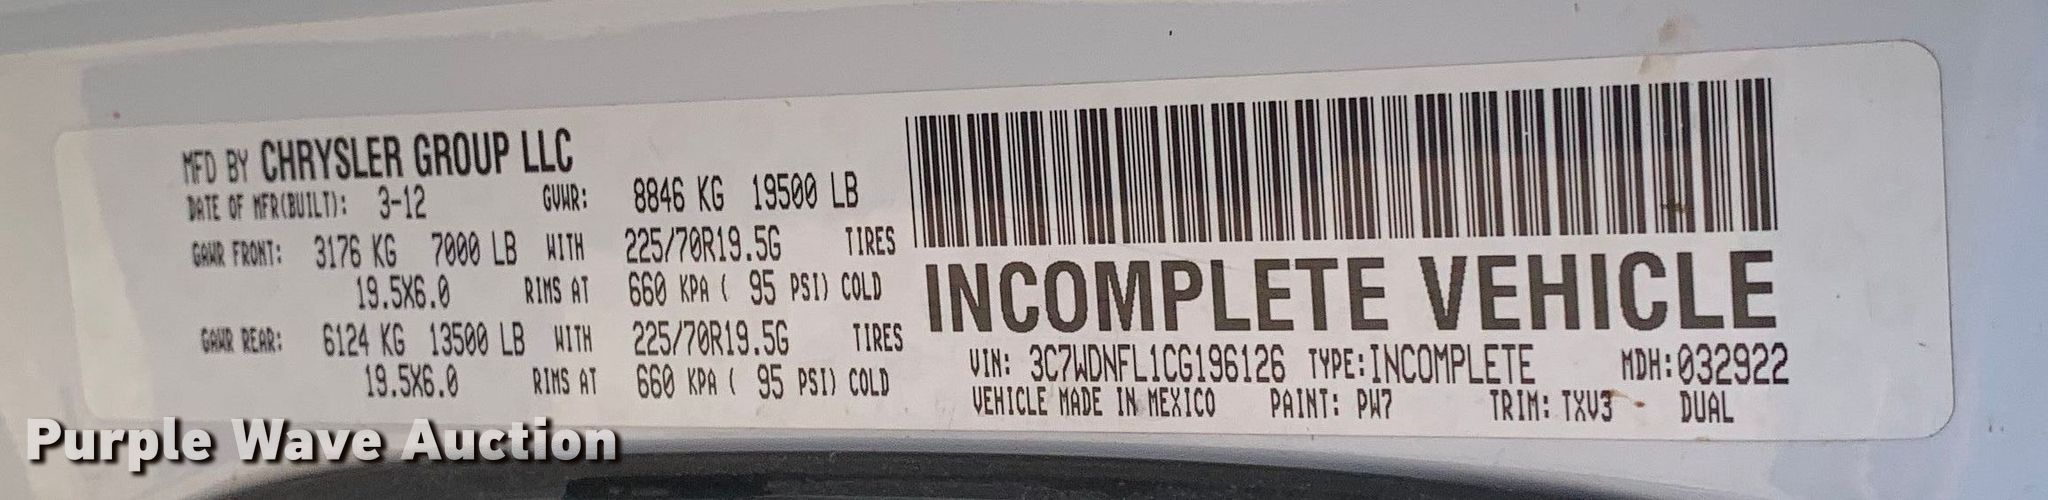 MFD BY CHRYSLER GROUP LLC
DATE OF MFR(BUILT): 3-12 GVWR: 8846 KG 19500 LB
GAWR FRONT: 3176 KG 7000 LB WITH 225/70R19.5G TIRES
19.5X6.0 RIMS AT 660 KPA ( 95 PSI) COLD
GAWR REAR: 6124 KG 13500 LB WITH 225/70R19.5G TIRES
19.5X6.0 RIMS AT 660 KPA ( 95 PSI) COLD
INCOMPLETE VEHICLE
VIN: 3C7WDNFL1CG196126 TYPE:INCOMPLETE MDH:032922
VEHICLE MADE IN MEXICO PAINT: PW7 TRIM: TXV3 - DUAL
Purple Wave Auction